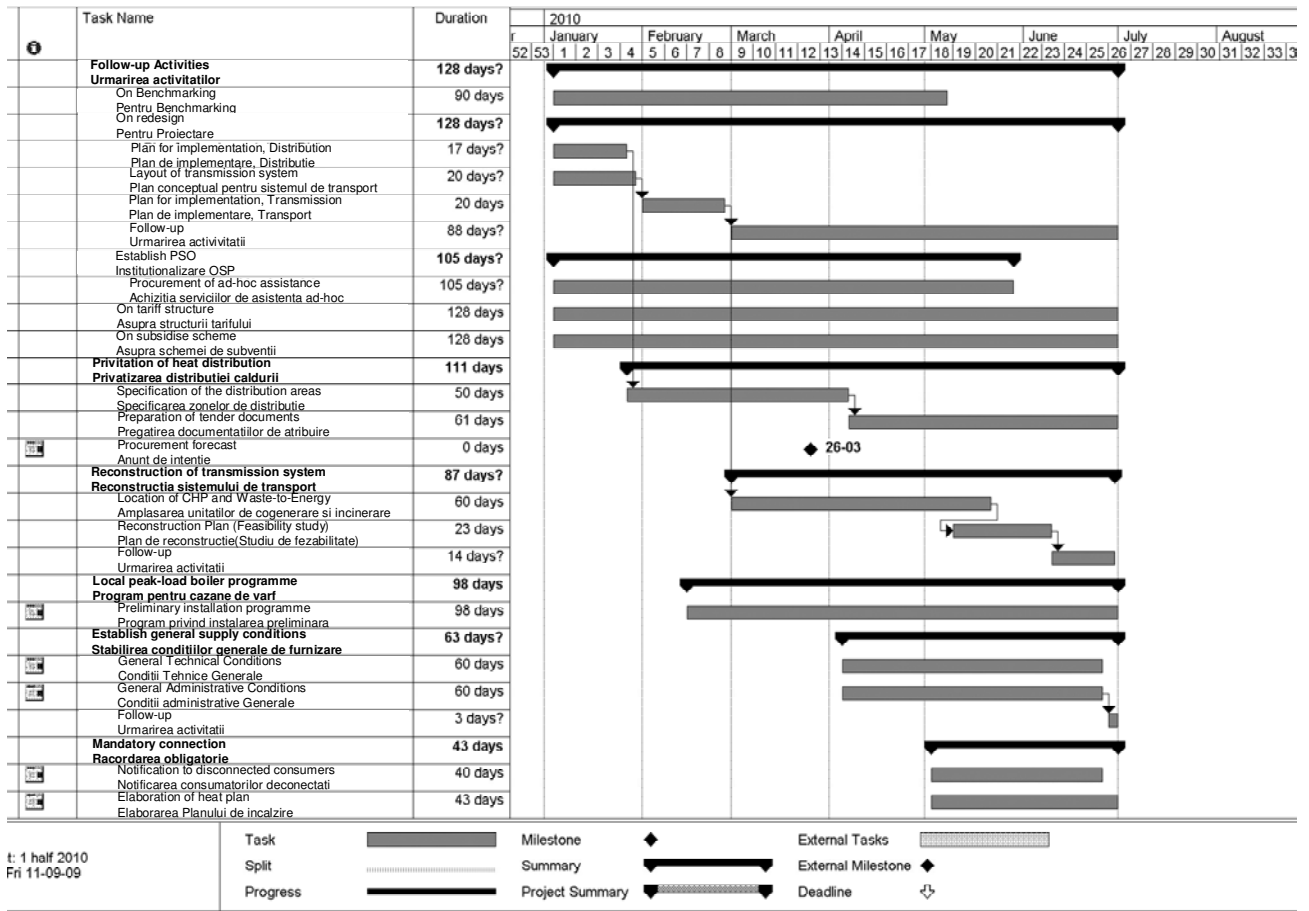 Task Name Duration 2010
r January February March April May June July August
52 53 1 2 3 4 5 6 7 8 9 10 11 12 13 14 15 16 17 18 19 20 21 22 23 24 25 26 27 28 29 30 31 32 33 3
Follow-up Activities 128 days?
Urmarirea activitatilor
On Benchmarking 90 days
Pentru Benchmarking
On redesign 128 days?
Pentru Proiectare
Plan for implementation, Distribution 17 days?
Plan de implementare, Distributie
Layout of transmission system 20 days?
Plan conceptual pentru sistemul de transport
Plan for implementation, Transmission 20 days
Plan de implementare, Transport
Follow-up 88 days?
Urmarirea activivitatii
Establish PSO 105 days?
Institutionalizare OSP
Procurement of ad-hoc assistance 105 days?
Achizitia serviciilor de asistenta ad-hoc
On tariff structure 128 days
Asupra structurii tarifului
On subsidise scheme 128 days
Asupra schemei de subventii
Privitation of heat distribution 111 days
Privatizarea distributiei caldurii
Specification of the distribution areas 50 days
Specificarea zonelor de distributie
Preparation of tender documents 61 days
Pregatirea documentatiilor de atribuire
Procurement forecast 0 days 26-03
Anunt de intentie
Reconstruction of transmission system 87 days?
Reconstructia sistemului de transport
Location of CHP and Waste-to-Energy 60 days
Amplasarea unitatilor de cogenerare si incinerare
Reconstruction Plan (Feasibility study) 23 days
Plan de reconstructie(Studiu de fezabilitate)
Follow-up 14 days?
Urmarirea activitatii
Local peak-load boiler programme 98 days
Program pentru cazane de varf
Preliminary installation programme 98 days
Program privind instalarea preliminara
Establish general supply conditions 63 days?
Stabilirea conditiilor generale de furnizare
General Technical Conditions 60 days
Conditii Tehnice Generale
General Administrative Conditions 60 days
Conditii administrative Generale
Follow-up 3 days?
Urmarirea activitatii
Mandatory connection 43 days
Racordarea obligatorie
Notification to disconnected consumers 40 days
Notificarea consumatorilor deconectati
Elaboration of heat plan 43 days
Elaborarea Planului de incalzire
t: 1 half 2010
Fri 11-09-09
Task Milestone External Tasks
Split Summary External Milestone
Progress Project Summary Deadline